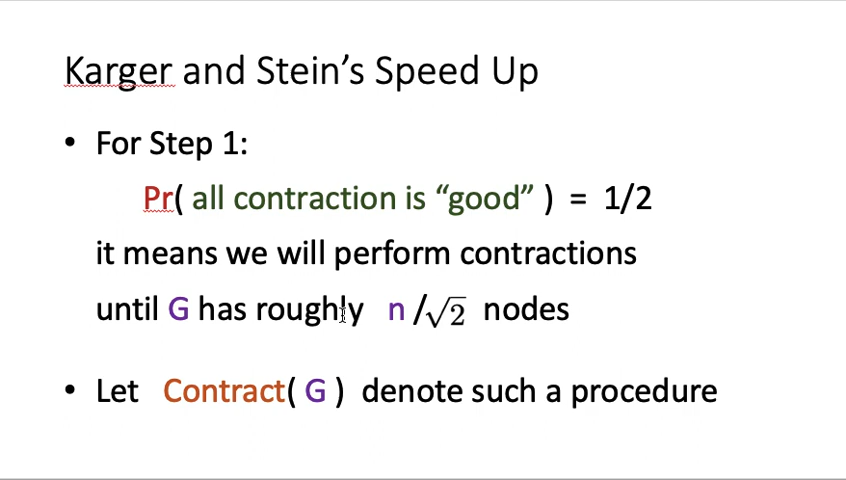 Karger and Stein’s Speed Up
• For Step 1:
Pr( all contraction is “good” ) = 1/2
it means we will perform contractions
until G has roughly n /√2 nodes
• Let Contract( G ) denote such a procedure